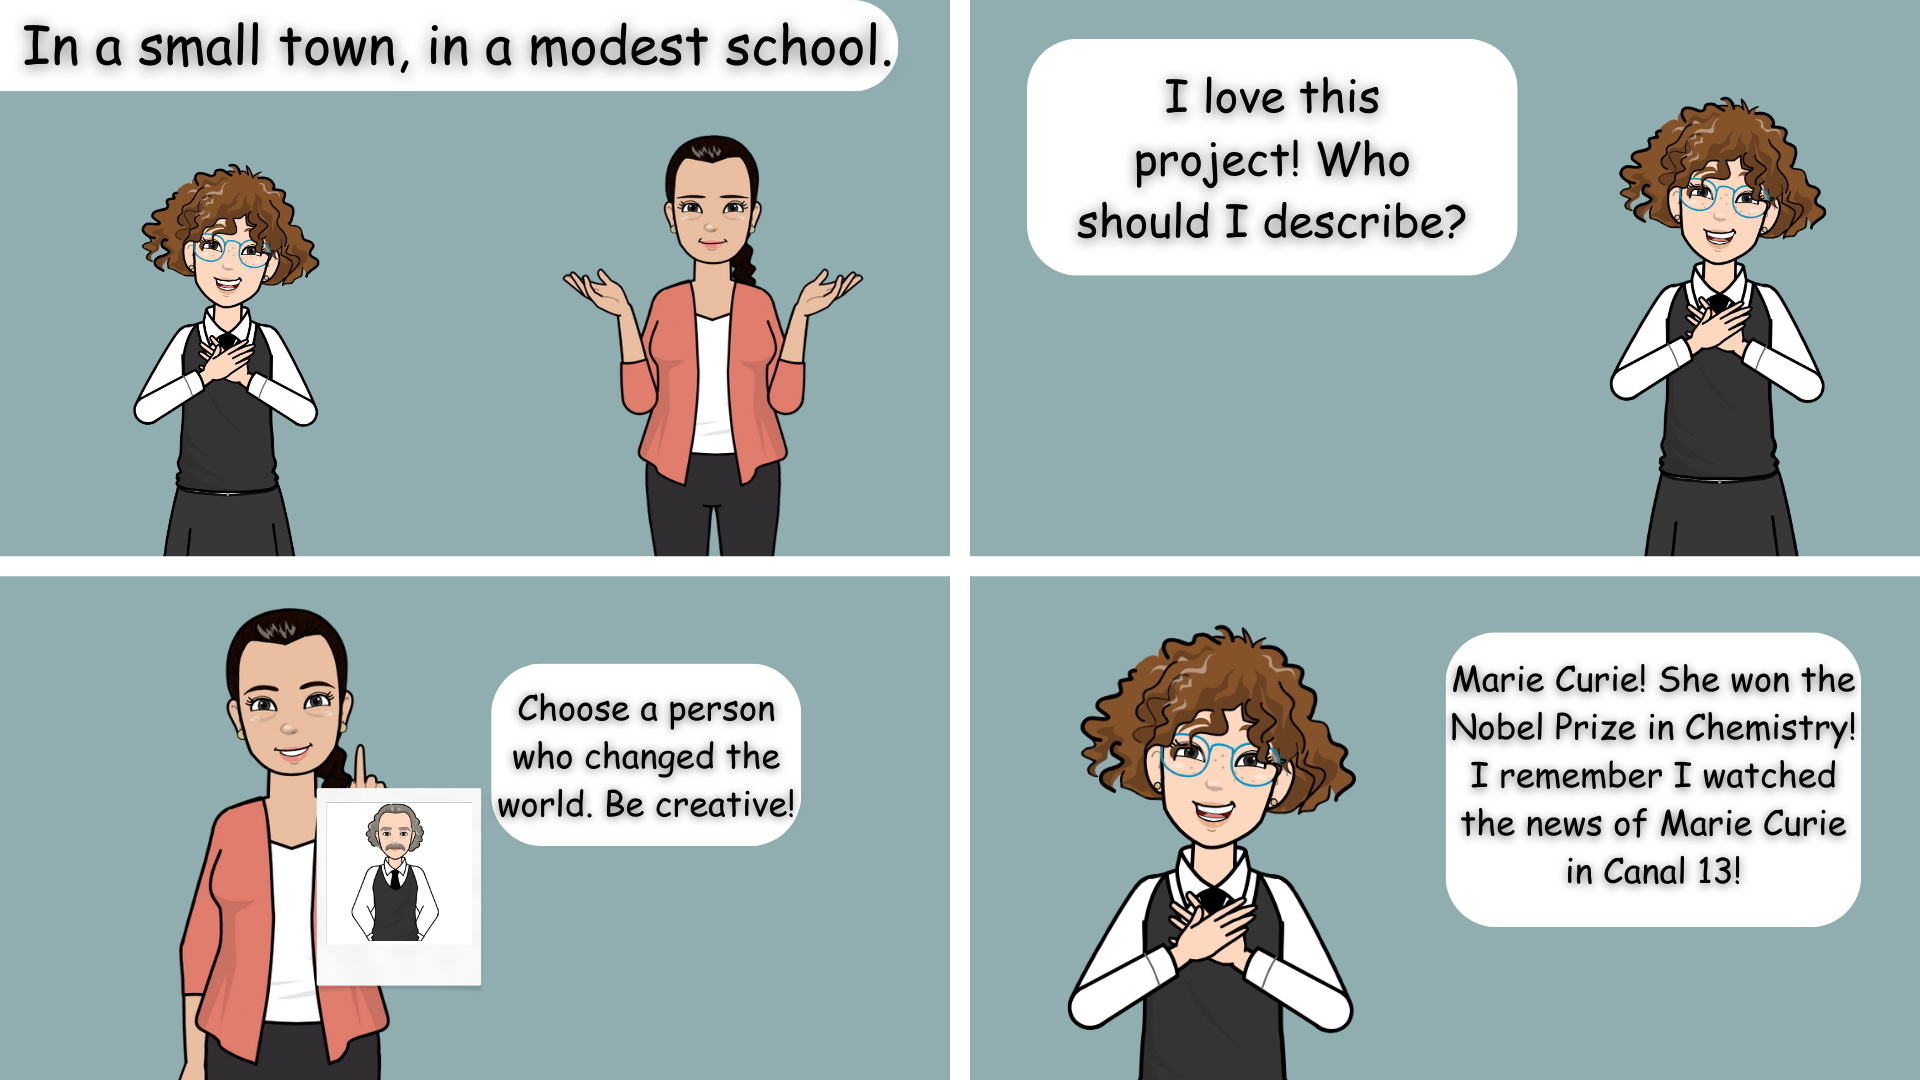 In a small town, in a modest school.
I love this
project! Who
should I describe?
Choose a person
who changed the
world. Be creative!
Marie Curie! She won the
Nobel Prize in Chemistry!
I remember I watched
the news of Marie Curie
in Canal 13!